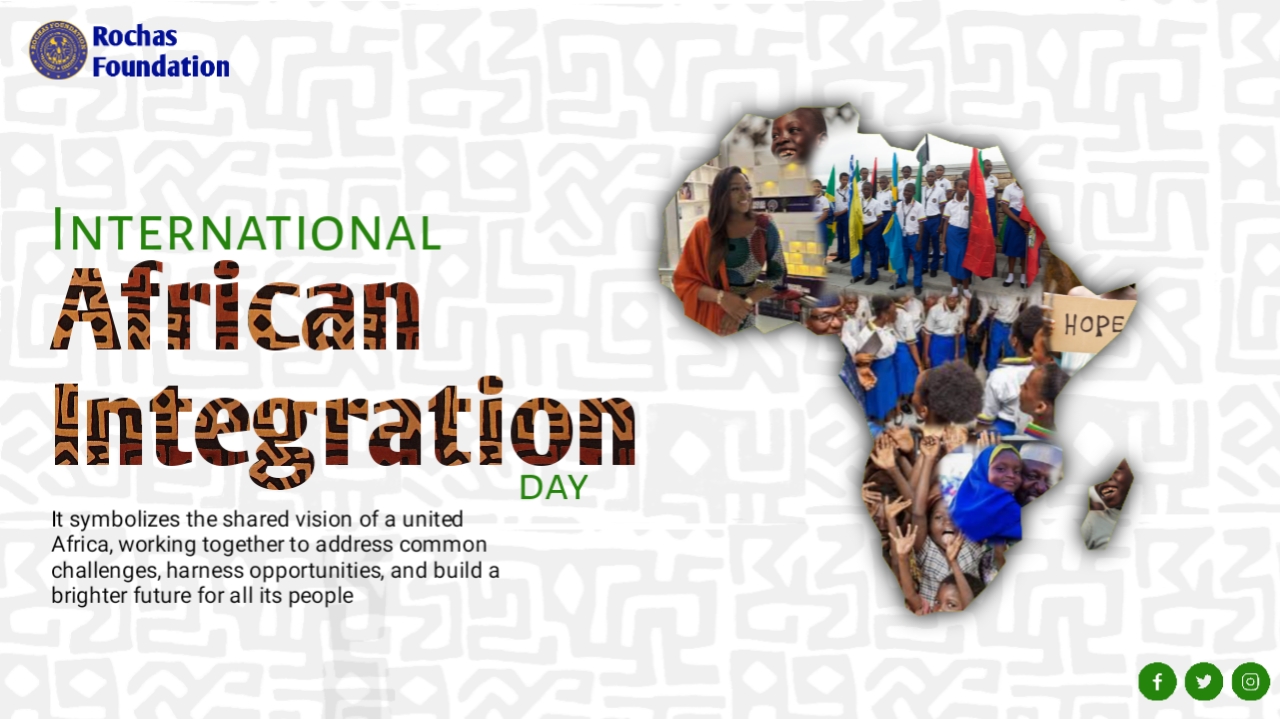 Rochas
Foundation
INTERNATIONAL
African
Integration
DAY
It symbolizes the shared vision of a united
Africa, working together to address common
challenges, harness opportunities, and build a
brighter future for all its people
HOPE